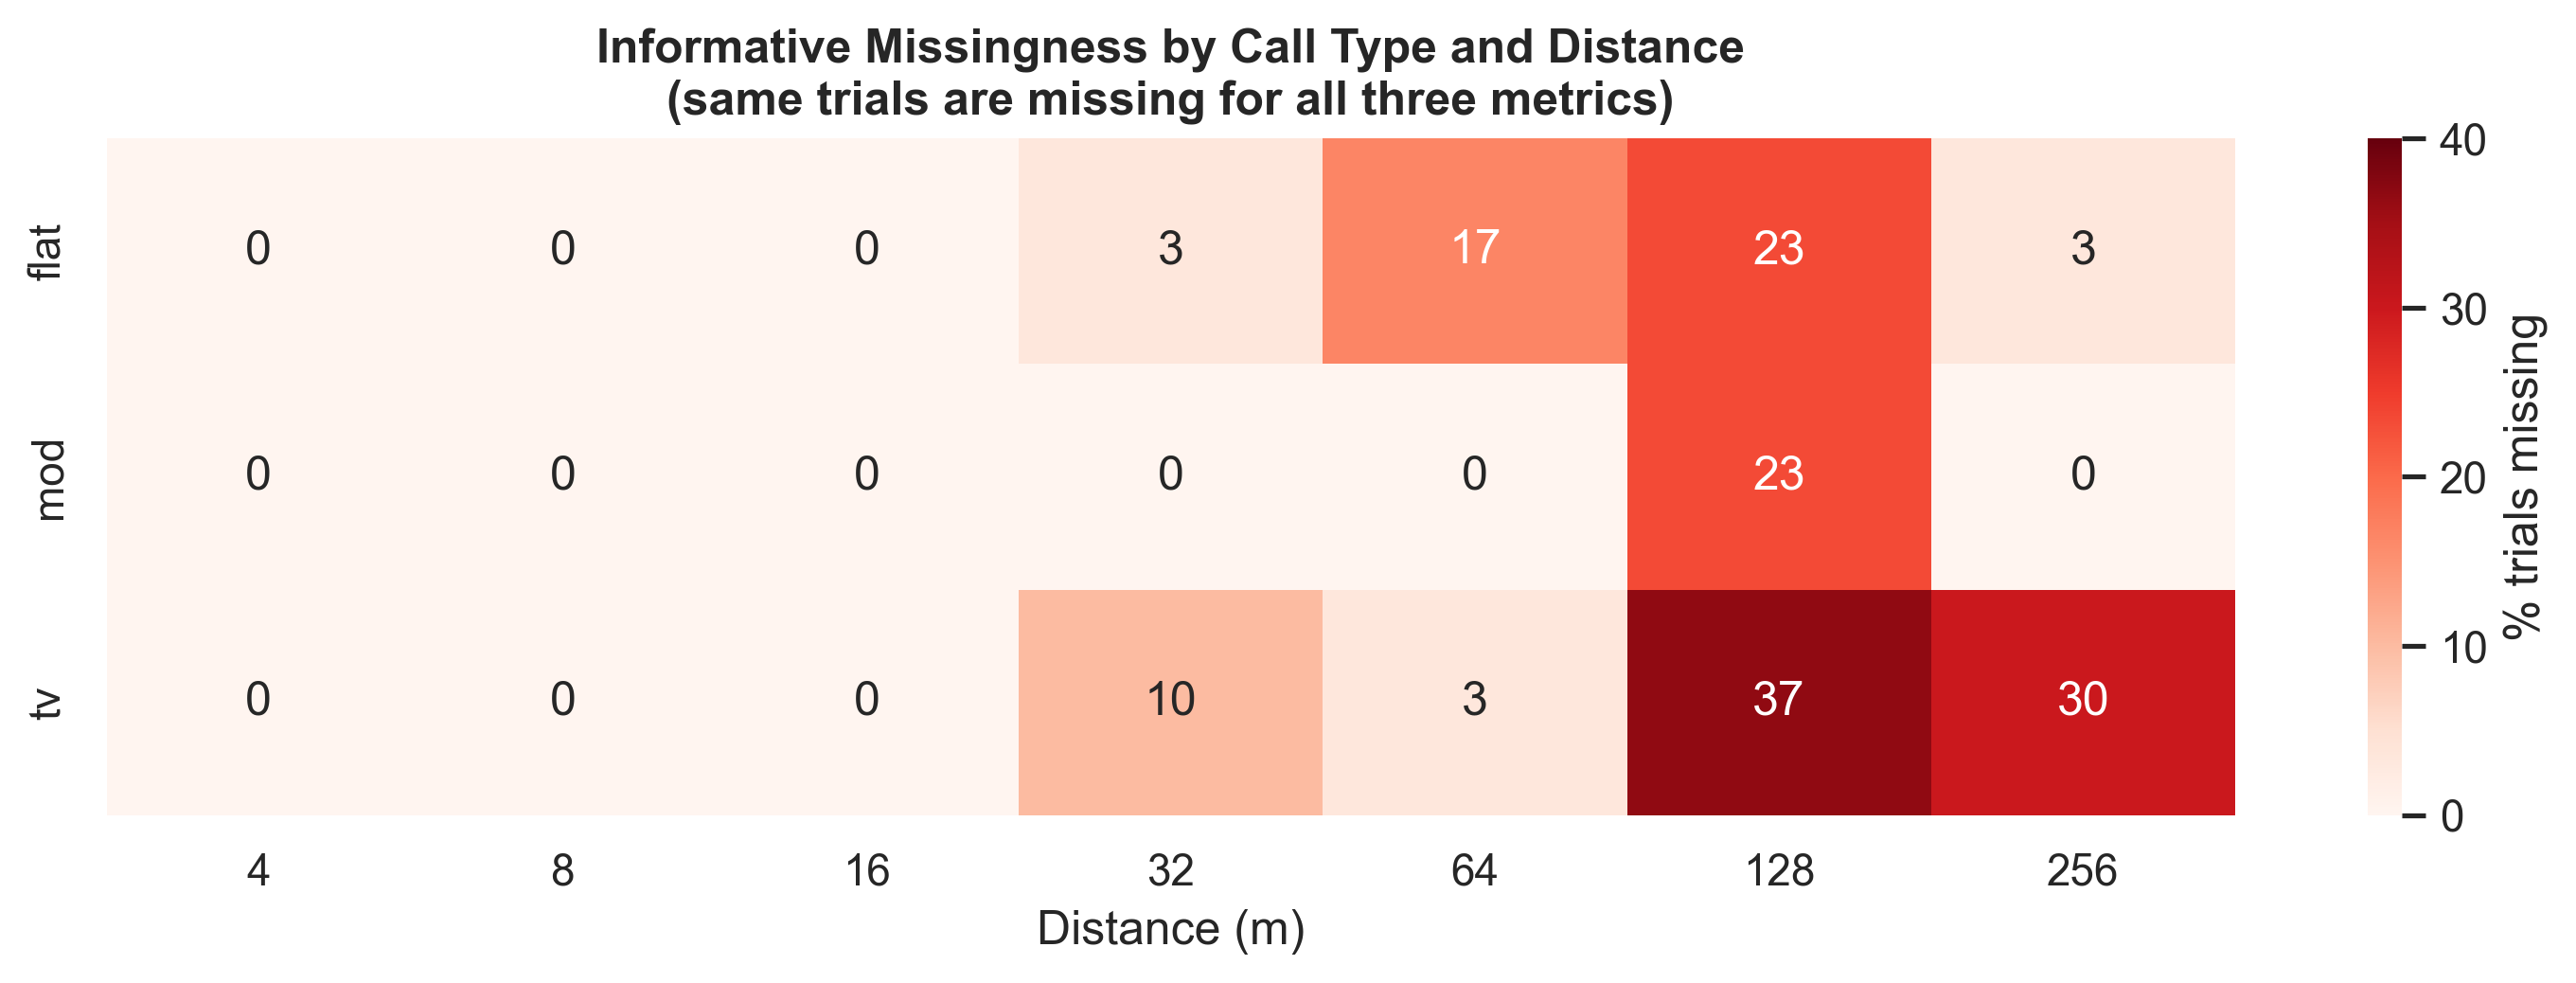 Informative Missingness by Call Type and Distance
(same trials are missing for all three metrics)
flat
0 0 0 3 17 23 3
mod
0 0 0 0 0 23 0
tv
0 0 0 10 3 37 30
4 8 16 32 64 128 256
Distance (m)
40
30
20
10
0
% trials missing